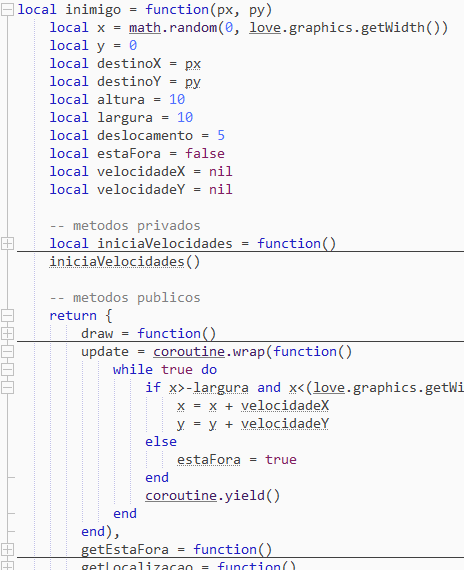 local inimigo = function(px, py)
local x = math.random(0, love.graphics.getWidth())
local y = 0
local destinoX = px
local destinoY = py
local altura = 10
local largura = 10
local deslocamento = 5
local estaFora = false
local velocidadeX = nil
local velocidadeY = nil
-- metodos privados
local iniciaVelocidades = function()
iniciaVelocidades()
-- metodos publicos
return {
draw = function()
update = coroutine.wrap(function()
while true do
if x>-largura and x<(love.graphics.getWi
x = x + velocidadeX
y = y + velocidadeY
else
estaFora = true
end
coroutine.yield()
end
end),
getEstaFora = function()
getLocalizacao = function()